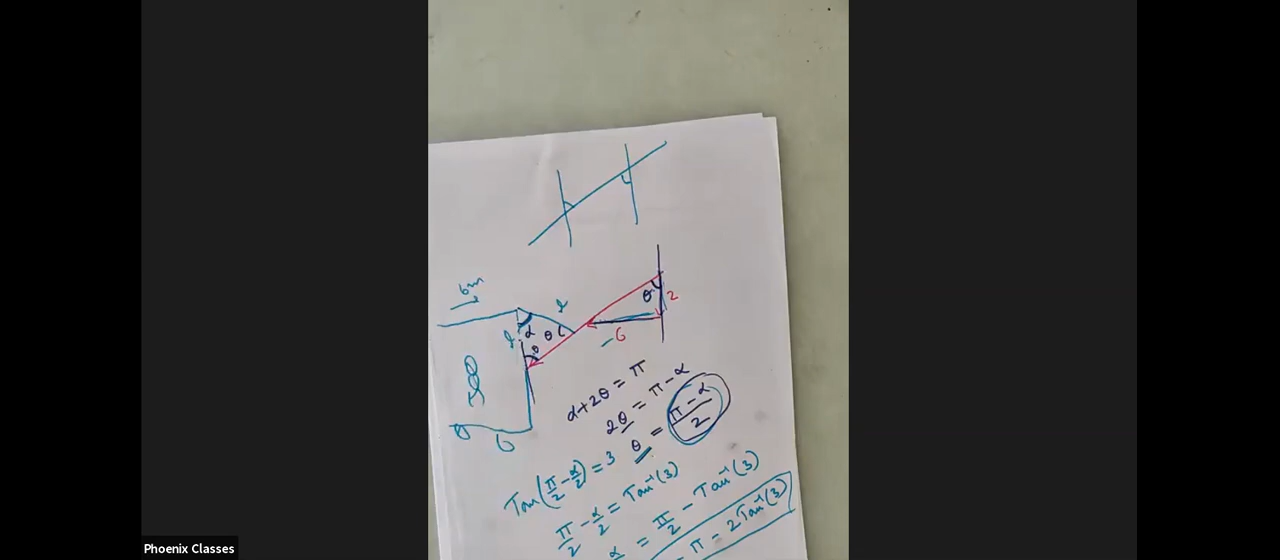 6m
l
α
θ
l
θ
θ
2
-6
α+2θ = π
2θ = π-α
θ = (π-α)/2
Tan(π/2 - α/2) = 3
π/2 - α/2 = Tan⁻¹(3)
α = π/2 - Tan⁻¹(3)
= π - 2Tan⁻¹(3)
Phoenix Classes